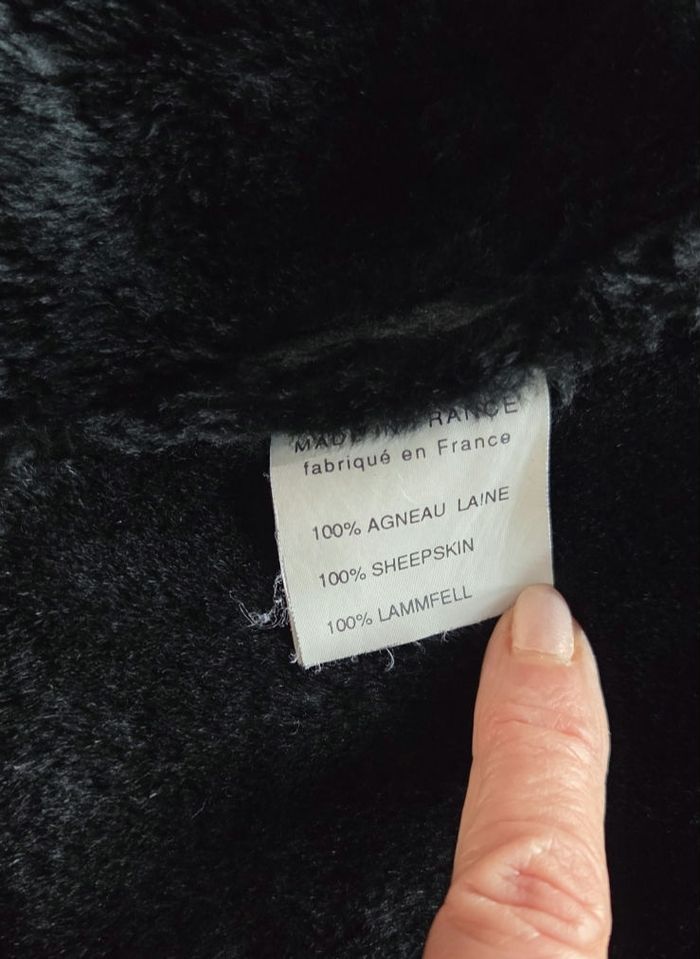 MADE IN FRANCE
fabriqué en France
100% AGNEAU LAINE
100% SHEEPSKIN
100% LAMMFELL